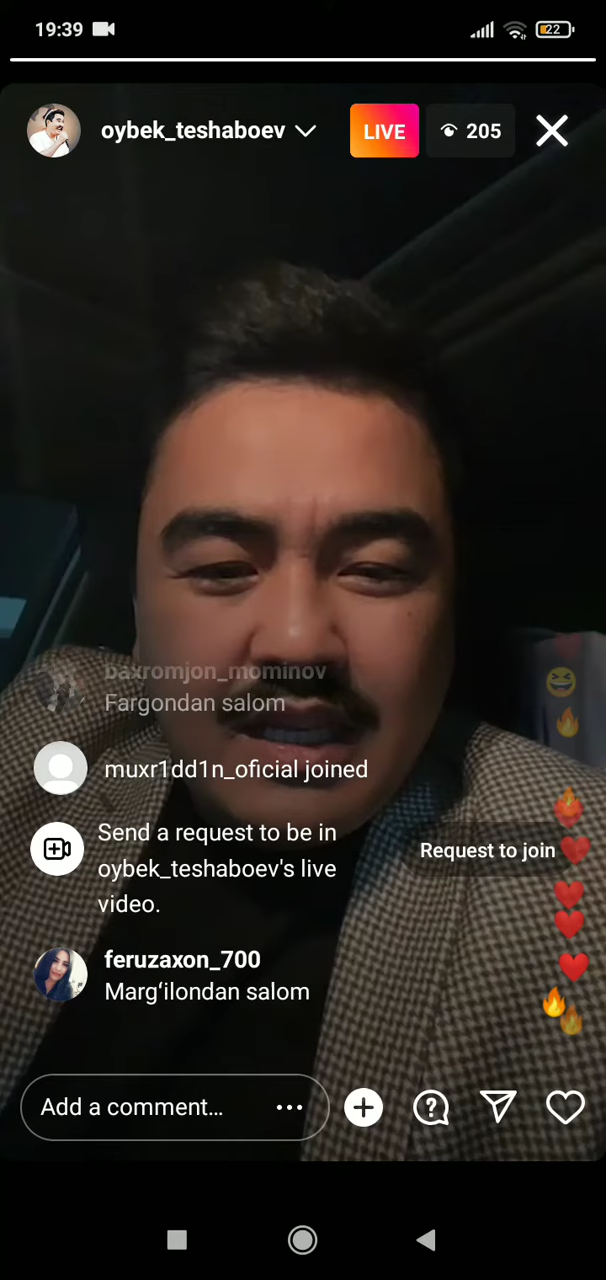 19:39
22
oybek_teshaboev
LIVE
205
baxromjon_mominov
Fargondan salom
muxr1dd1n_oficial joined
Send a request to be in
oybek_teshaboev's live
video.
Request to join
feruzaxon_700
Marg‘ilondan salom
Add a comment...